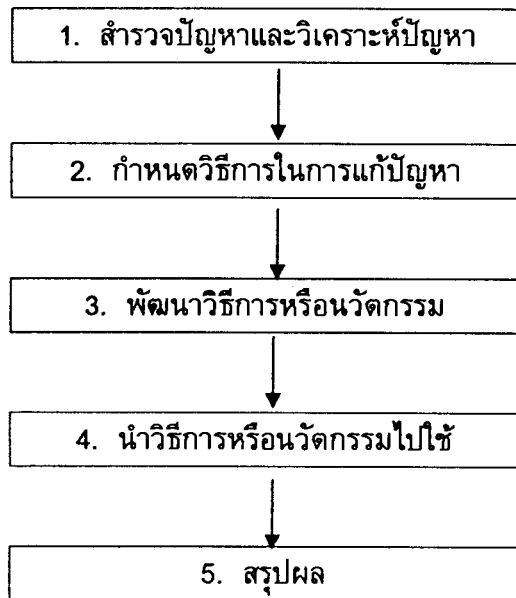 1. สำรวจปัญหาและวิเคราะห์ปัญหา
2. กำหนดวิธีการในการแก้ปัญหา
3. พัฒนาวิธีการหรือนวัตกรรม
4. นำวิธีการหรือนวัตกรรมไปใช้
5. สรุปผล